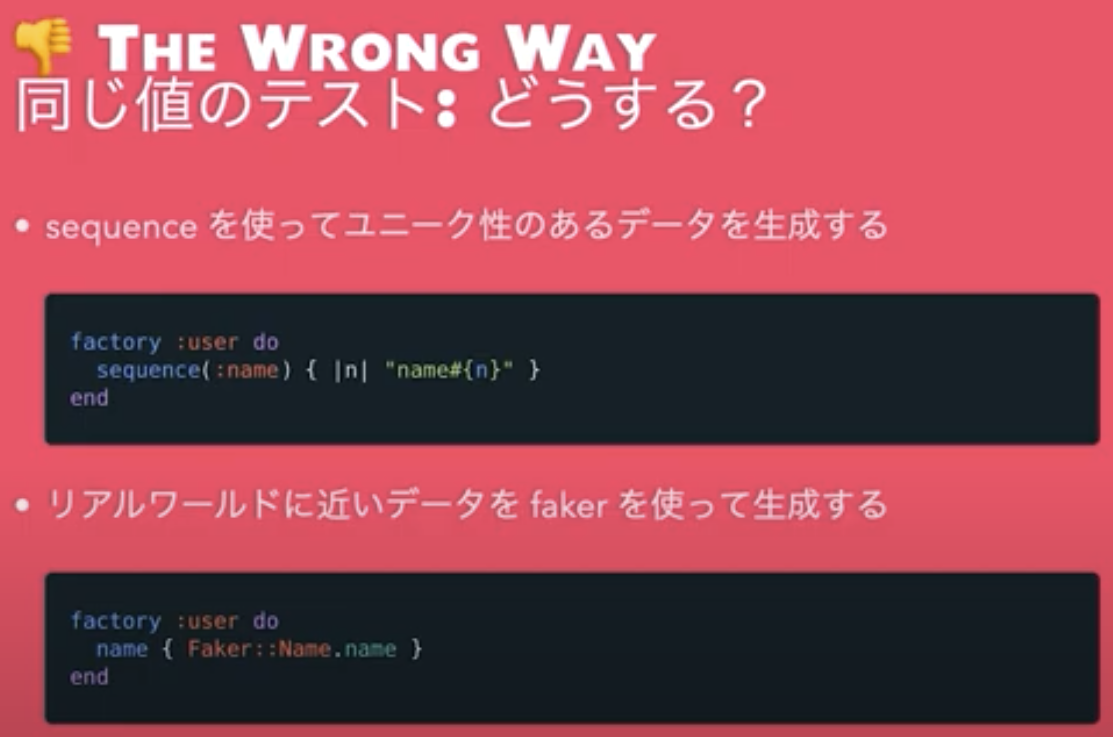 👎 THE WRONG WAY
同じ値のテスト: どうする？
• sequence を使ってユニーク性のあるデータを生成する
factory :user do
  sequence(:name) { |n| "name#{n}" }
end
• リアルワールドに近いデータを faker を使って生成する
factory :user do
  name { Faker::Name.name }
end